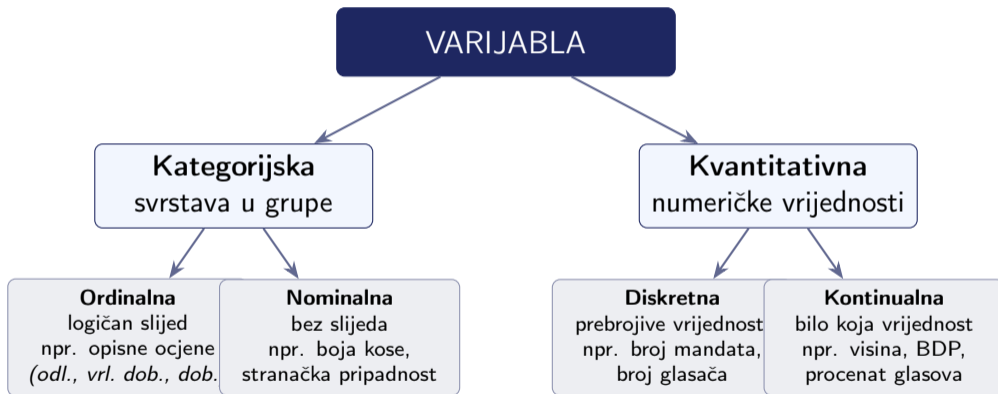 VARIJABLA
Kategorijska
svrstava u grupe
Kvantitativna
numeričke vrijednosti
Ordinalna
logičan slijed
npr. opisne ocjene
(odl., vrl. dob., dob.
Nominalna
bez slijeda
npr. boja kose,
stranačka pripadnost
Diskretna
prebrojive vrijednost
npr. broj mandata,
broj glasača
Kontinualna
bilo koja vrijednost
npr. visina, BDP,
procenat glasova